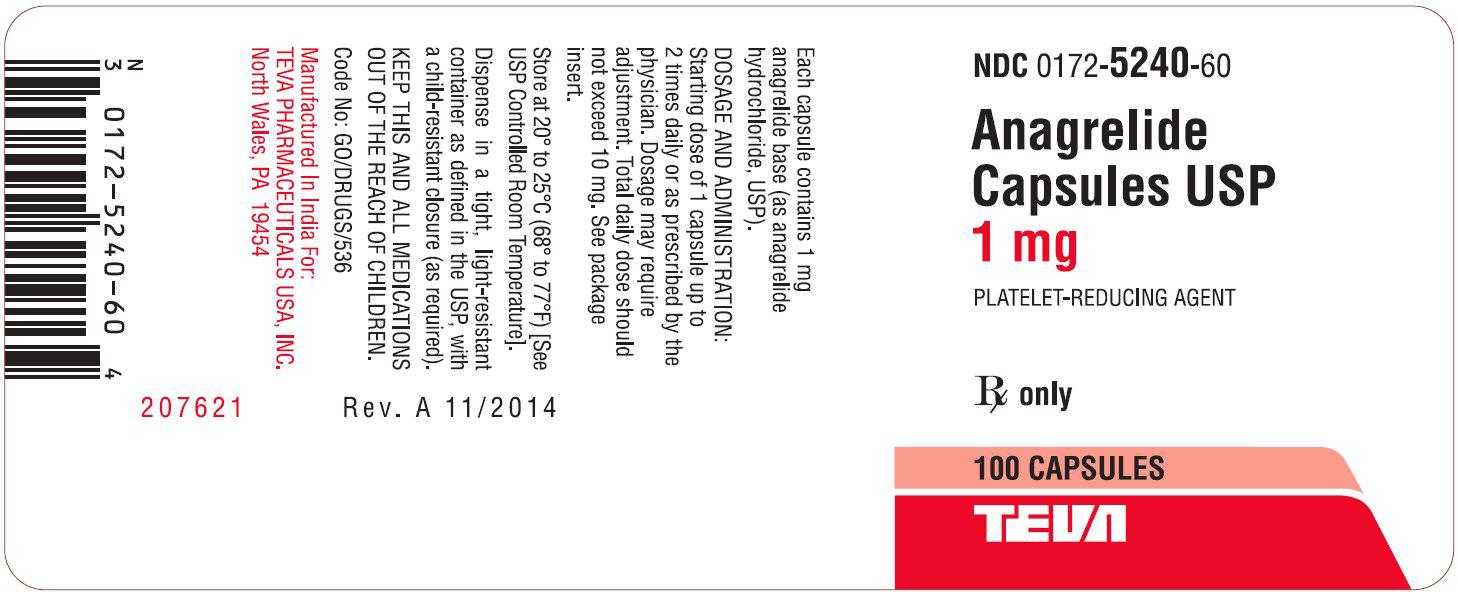 NDC 0172-5240-60
Anagrelide
Capsules USP
1 mg
PLATELET-REDUCING AGENT
Rx only
100 CAPSULES
TEVA
Each capsule contains 1 mg
anagrelide base (as anagrelide
hydrochloride, USP).
DOSAGE AND ADMINISTRATION:
Starting dose of 1 capsule up to
2 times daily or as prescribed by the
physician. Dosage may require
adjustment. Total daily dose should
not exceed 10 mg. See package
insert.
Store at 20° to 25°C (68° to 77°F) [See
USP Controlled Room Temperature].
Dispense in a tight, light-resistant
container as defined in the USP, with
a child-resistant closure (as required).
KEEP THIS AND ALL MEDICATIONS
OUT OF THE REACH OF CHILDREN.
Code No: GO/DRUGS/536
Manufactured In India For:
TEVA PHARMACEUTICALS USA, INC.
North Wales, PA 19454
N
3 0172-5240-60 4
207621
Rev. A 11/2014